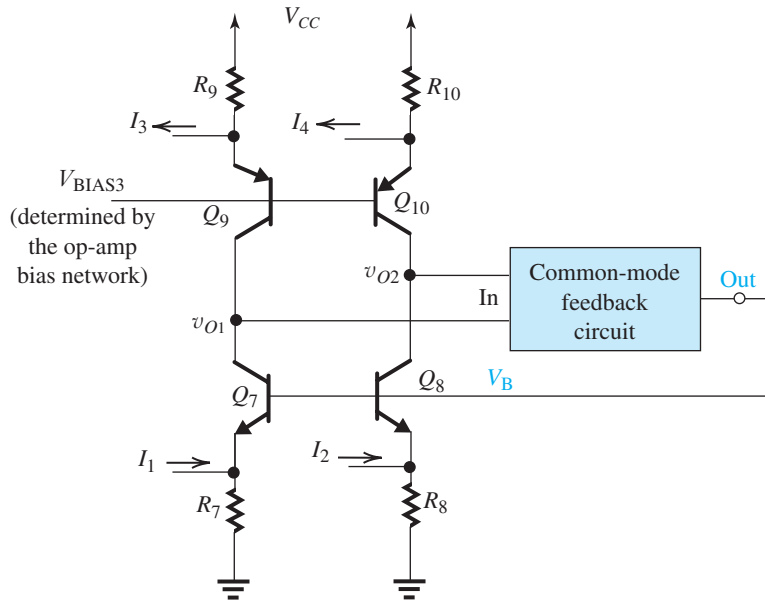 V_CC
R_9
R_10
I_3
I_4
V_BIAS3
(determined by
the op-amp
bias network)
Q_9
Q_10
v_O2
v_O1
In
Common-mode
feedback
circuit
Out
Q_7
Q_8
V_B
I_1
I_2
R_7
R_8